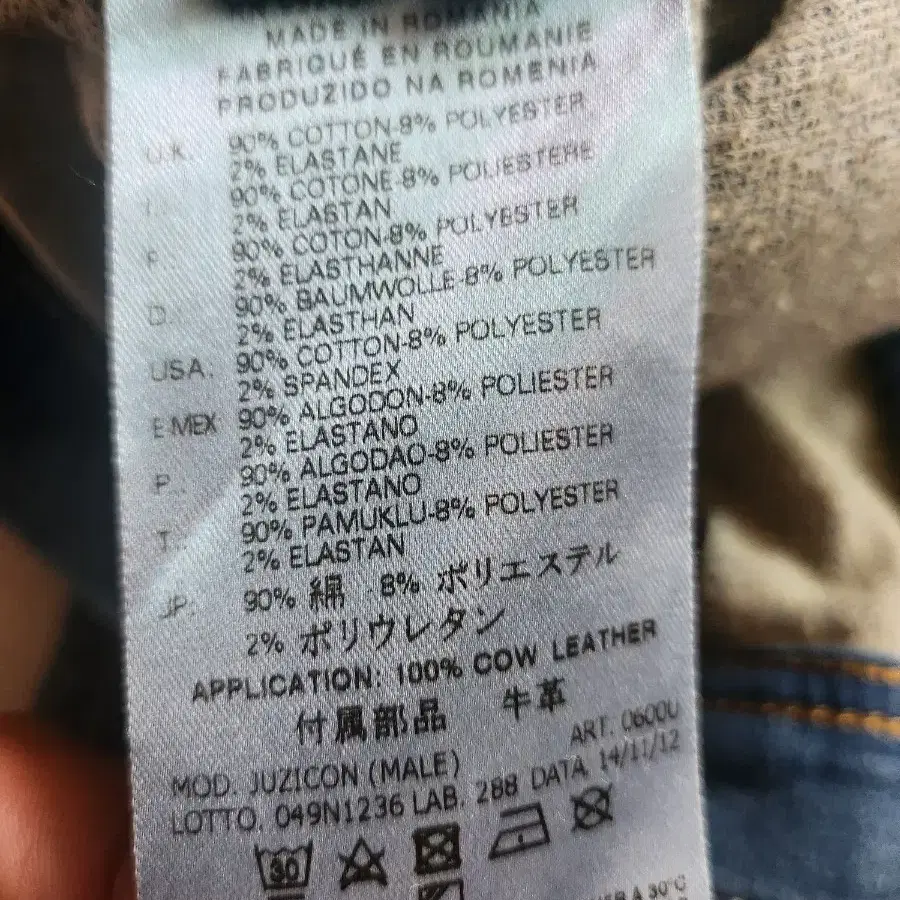 MADE IN ROMANIA
FABRIQUÉ EN ROUMANIE
PRODUZIDO NA ROMENIA
U.K. 90% COTTON-8% POLYESTER
2% ELASTANE
90% COTONE-8% POLIESTERE
2% ELASTAN
F. 90% COTON-8% POLYESTER
2% ELASTHANNE
D. 90% BAUMWOLLE-8% POLYESTER
2% ELASTHAN
USA: 90% COTTON-8% POLYESTER
2% SPANDEX
E-MEX 90% ALGODON-8% POLIESTER
2% ELASTANO
P.: 90% ALGODAO-8% POLIESTER
2% ELASTANO
T.: 90% PAMUKLU-8% POLYESTER
2% ELASTAN
JP: 90% 綿 8% ポリエステル
2% ポリウレタン
APPLICATION: 100% COW LEATHER
付属部品 牛革
ART. 0600U
MOD. JUZICON (MALE)
LOTTO. 049N1236 LAB. 288 DATA 14/11/12
30
A 30°C